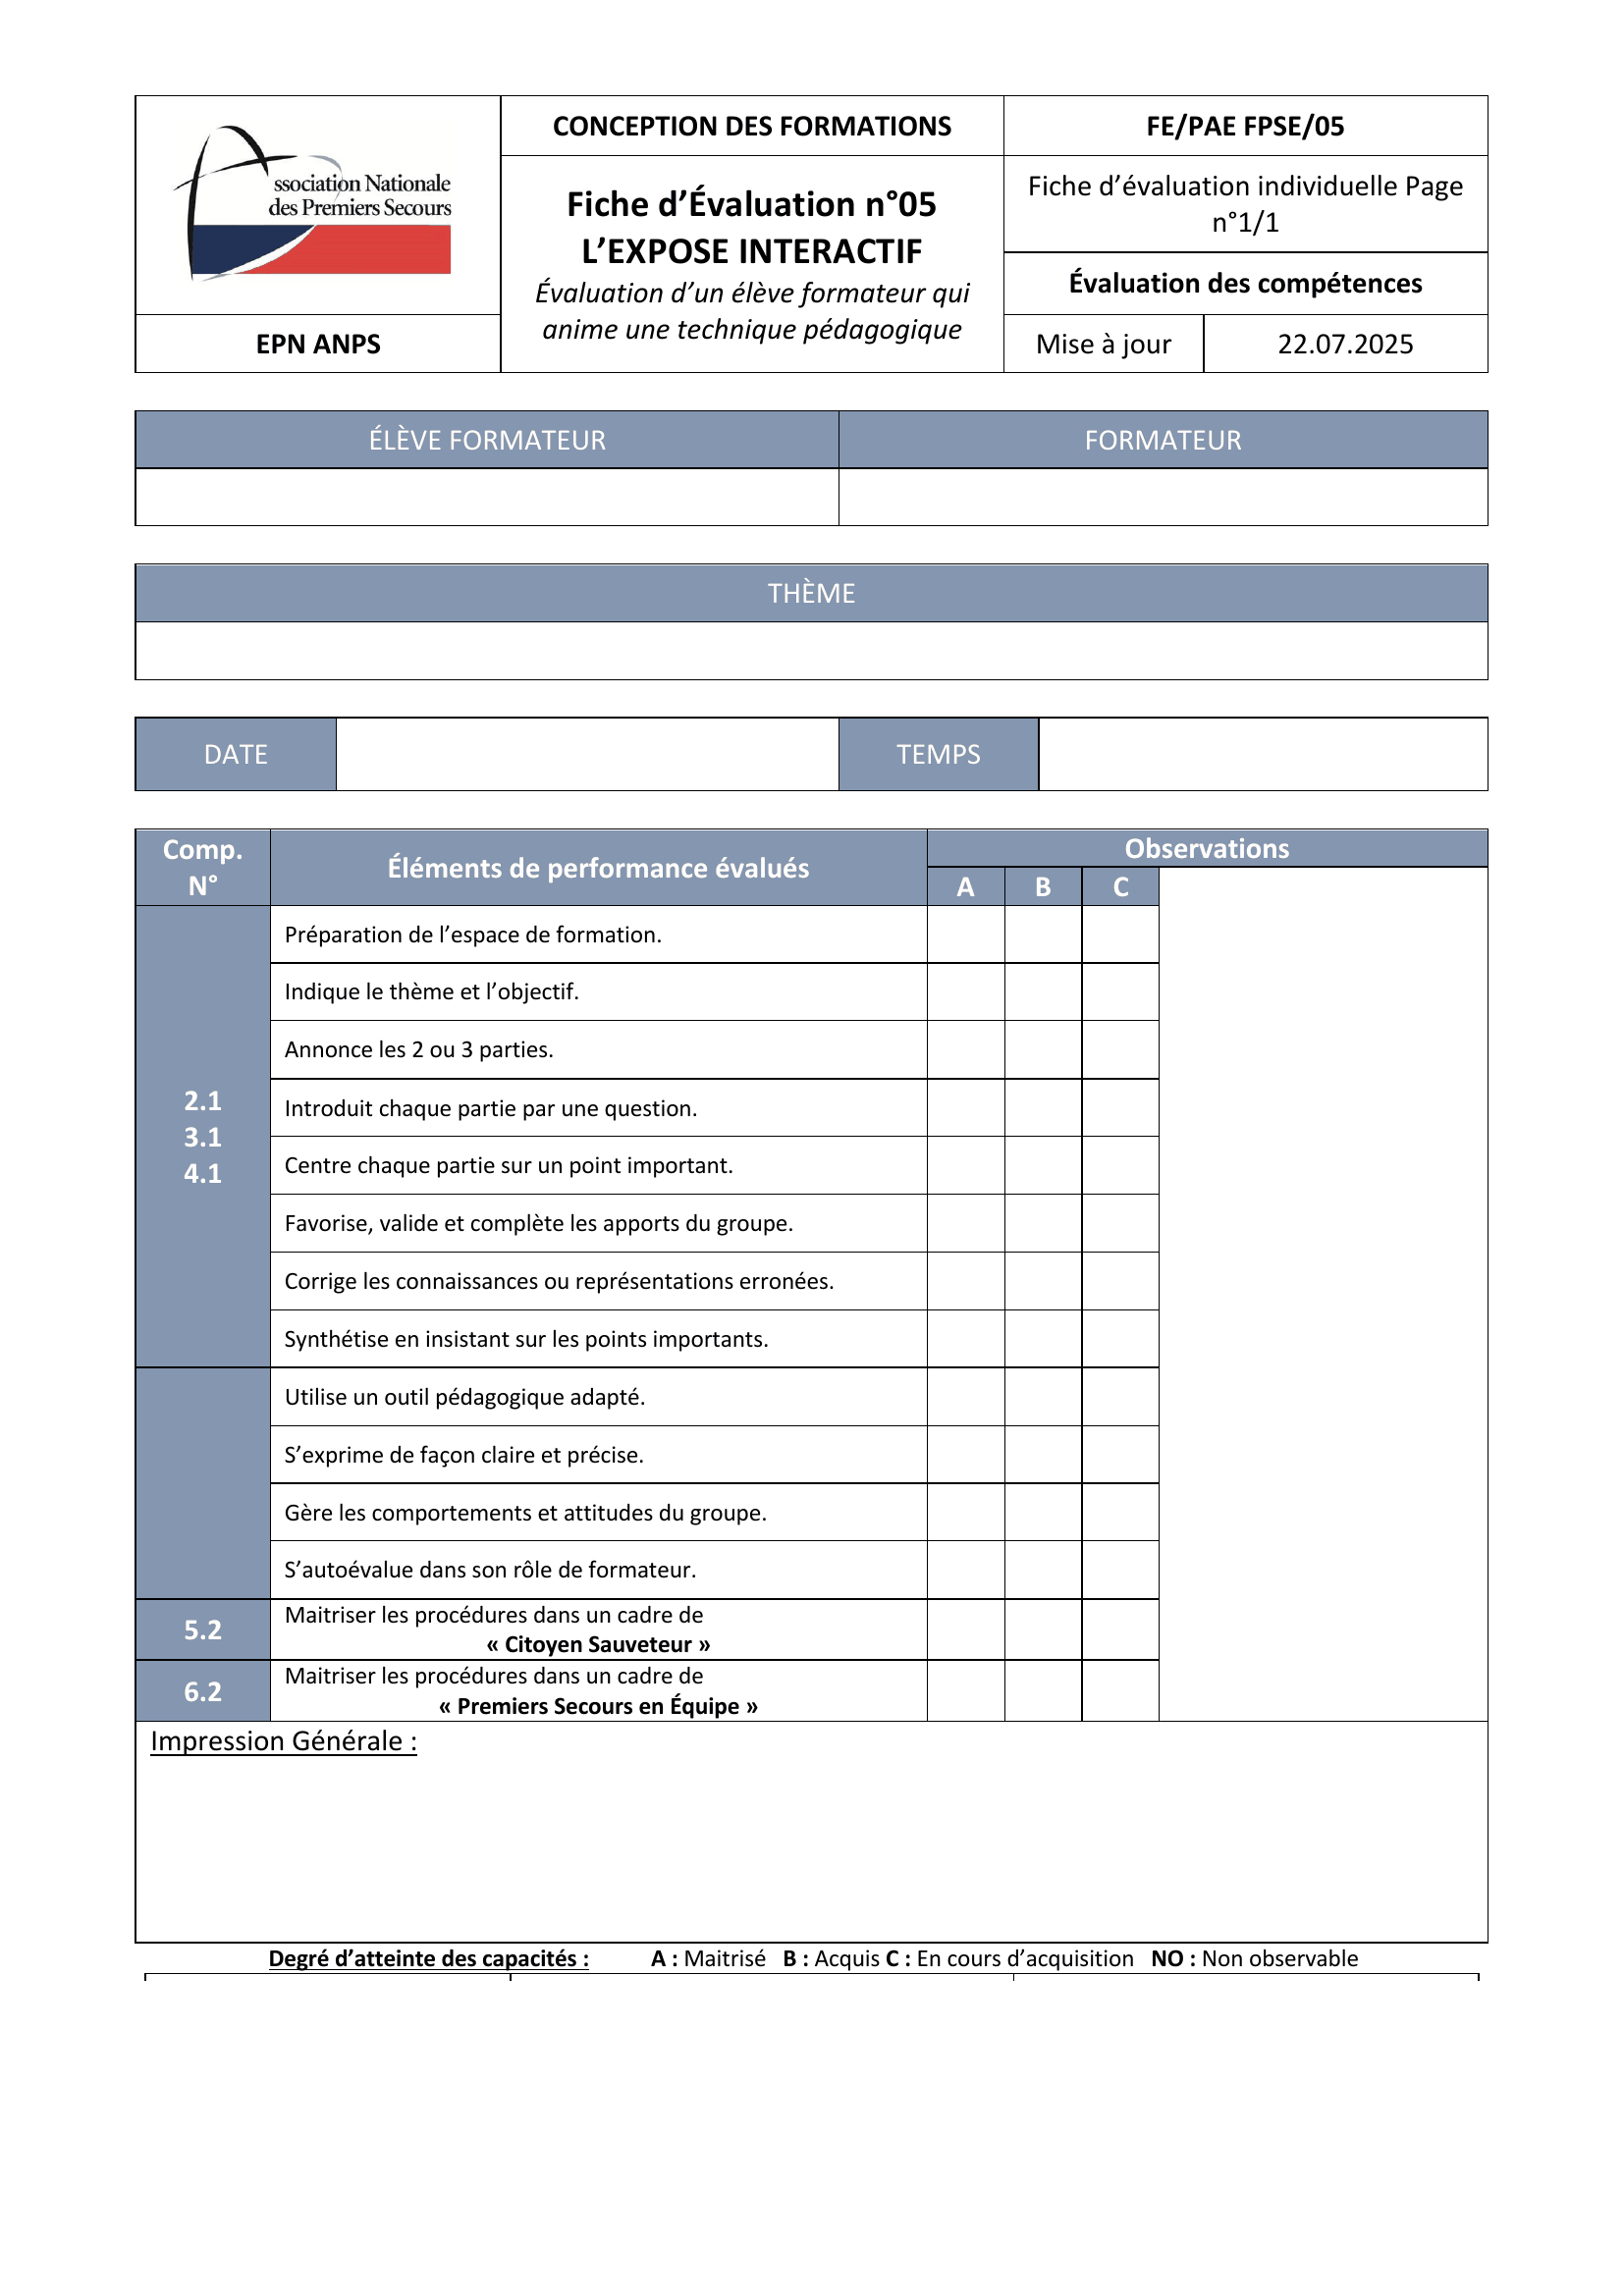 ssociation Nationale
des Premiers Secours
EPN ANPS
CONCEPTION DES FORMATIONS
Fiche d’Évaluation n°05
L’EXPOSE INTERACTIF
Évaluation d’un élève formateur qui
anime une technique pédagogique
FE/PAE FPSE/05
Fiche d’évaluation individuelle Page
n°1/1
Évaluation des compétences
Mise à jour 22.07.2025
ÉLÈVE FORMATEUR FORMATEUR
THÈME
DATE TEMPS
Comp.
N°
Éléments de performance évalués
Observations
A B C
2.1
3.1
4.1
Préparation de l’espace de formation.
Indique le thème et l’objectif.
Annonce les 2 ou 3 parties.
Introduit chaque partie par une question.
Centre chaque partie sur un point important.
Favorise, valide et complète les apports du groupe.
Corrige les connaissances ou représentations erronées.
Synthétise en insistant sur les points importants.
Utilise un outil pédagogique adapté.
S’exprime de façon claire et précise.
Gère les comportements et attitudes du groupe.
S’autoévalue dans son rôle de formateur.
5.2
Maitriser les procédures dans un cadre de
« Citoyen Sauveteur »
6.2
Maitriser les procédures dans un cadre de
« Premiers Secours en Équipe »
Impression Générale :
Degré d’atteinte des capacités : A : Maitrisé B : Acquis C : En cours d’acquisition NO : Non observable